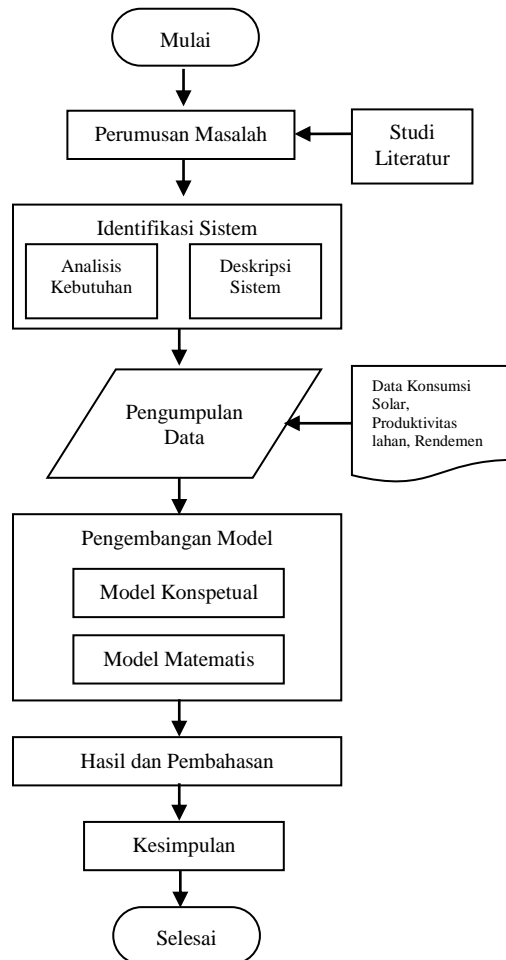 Mulai
Perumusan Masalah
Studi
Literatur
Identifikasi Sistem
Analisis
Kebutuhan
Deskripsi
Sistem
Pengumpulan
Data
Data Konsumsi
Solar,
Produktivitas
lahan, Rendemen
Pengembangan Model
Model Konspetual
Model Matematis
Hasil dan Pembahasan
Kesimpulan
Selesai